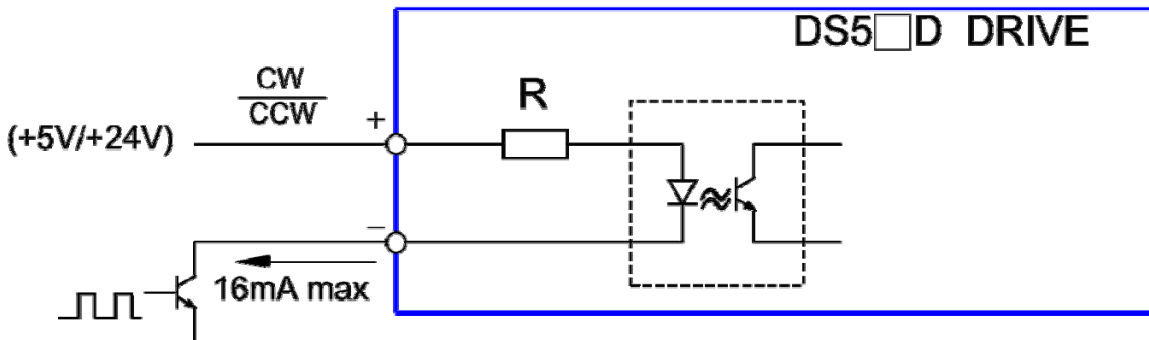 DS5□D DRIVE
CW
CCW
R
(+5V/+24V)
+
−
16mA max